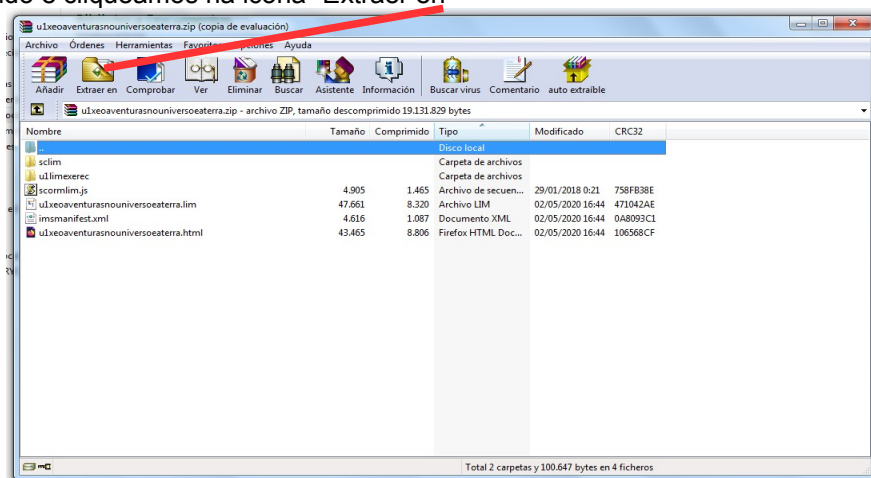 do e cliqueamos na icona "Extraer en"
u1xeoaventurasnouniversoeaterra.zip (copia de evaluación)
Archivo Órdenes Herramientas Favoritos Opciones Ayuda
Añadir Extraer en Comprobar Ver Eliminar Buscar Asistente Información Buscar virus Comentario auto extraíble
u1xeoaventurasnouniversoeaterra.zip - archivo ZIP, tamaño descomprimido 19.131.829 bytes
Nombre Tamaño Comprimido Tipo Modificado CRC32
.. Disco local
sclim Carpeta de archivos
u1limexerec Carpeta de archivos
scormlim.js 4.905 1.465 Archivo de secuen... 29/01/2018 0:21 758FB38E
u1xeoaventurasnouniversoeaterra.lim 47.661 8.320 Archivo LIM 02/05/2020 16:44 471042AE
imsmanifest.xml 4.616 1.087 Documento XML 02/05/2020 16:44 0A8093C1
u1xeoaventurasnouniversoeaterra.html 43.465 8.806 Firefox HTML Doc... 02/05/2020 16:44 106568CF
Total 2 carpetas y 100.647 bytes en 4 ficheros